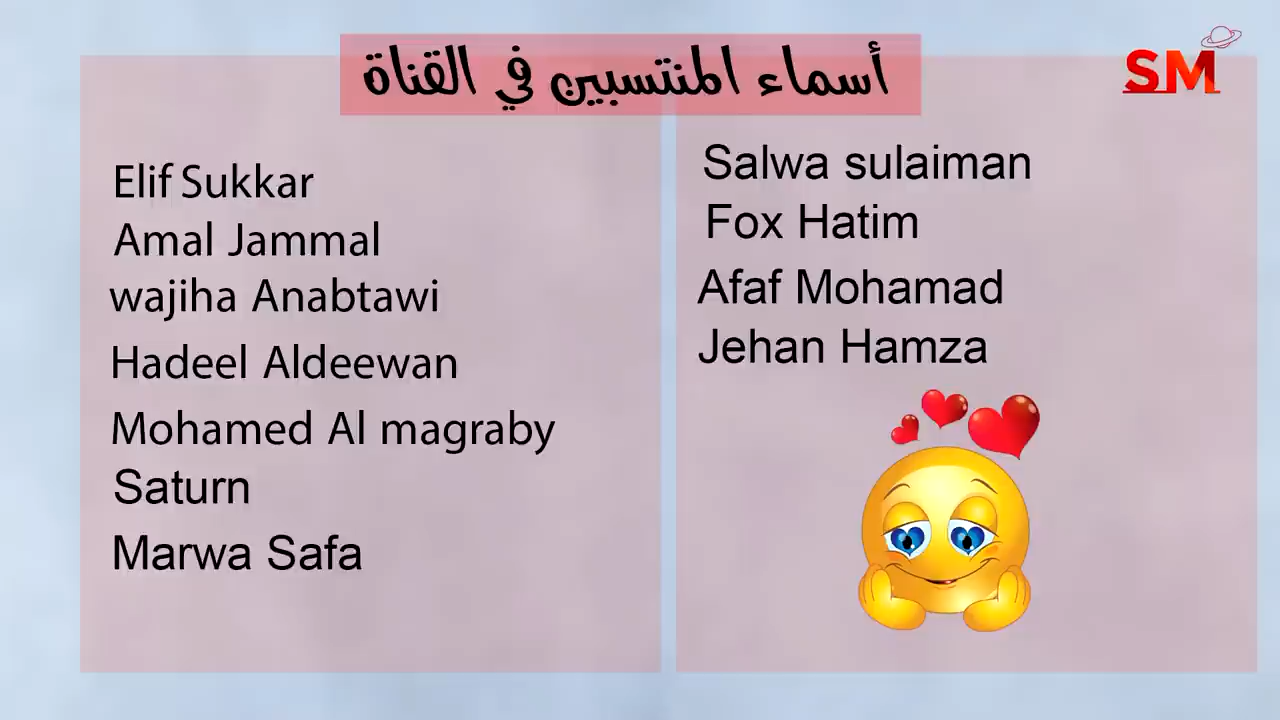 أسماء المنتسبين في القناة
SM
Elif Sukkar
Amal Jammal
wajiha Anabtawi
Hadeel Aldeewan
Mohamed Al magraby
Saturn
Marwa Safa
Salwa sulaiman
Fox Hatim
Afaf Mohamad
Jehan Hamza